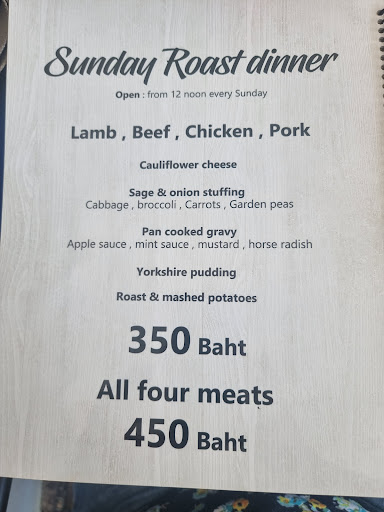 Sunday Roast dinner
Open : from 12 noon every Sunday
Lamb , Beef , Chicken , Pork
Cauliflower cheese
Sage & onion stuffing
Cabbage , broccoli , Carrots , Garden peas
Pan cooked gravy
Apple sauce , mint sauce , mustard , horse radish
Yorkshire pudding
Roast & mashed potatoes
350 Baht
All four meats
450 Baht